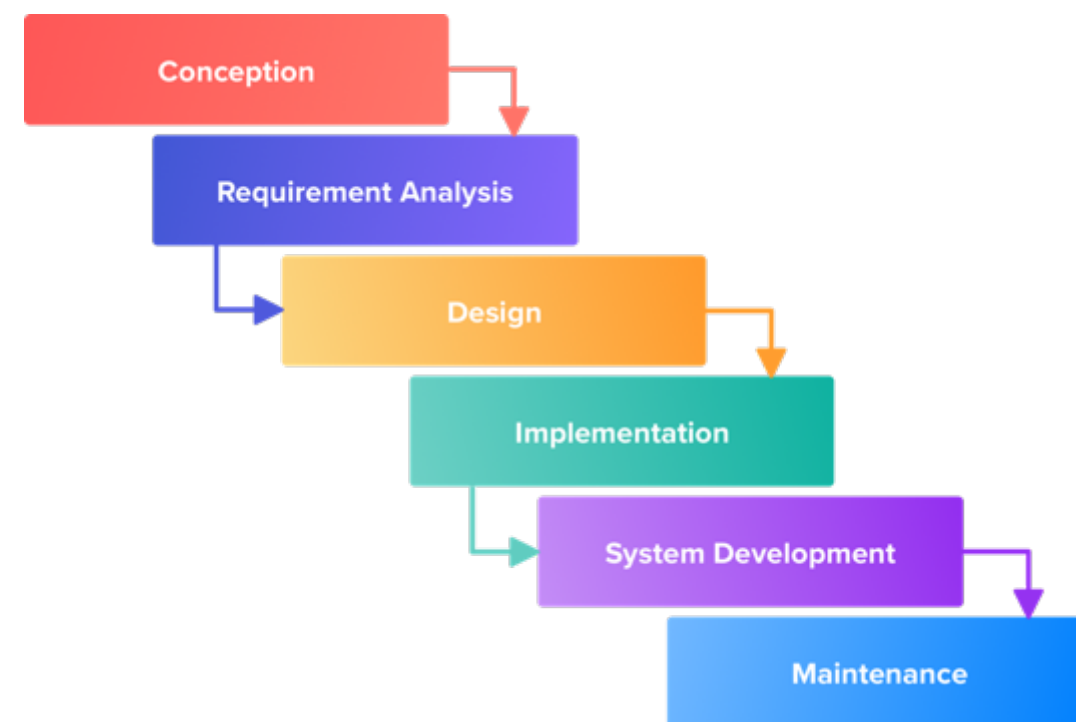 Conception
Requirement Analysis
Design
Implementation
System Development
Maintenance